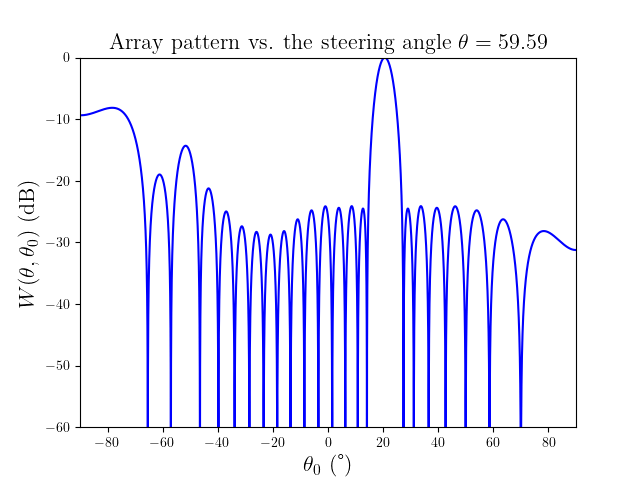 Array pattern vs. the steering angle θ = 59.59
W(θ, θ₀) (dB)
0
−10
−20
−30
−40
−50
−60
−80 −60 −40 −20 0 20 40 60 80
θ₀ (°)